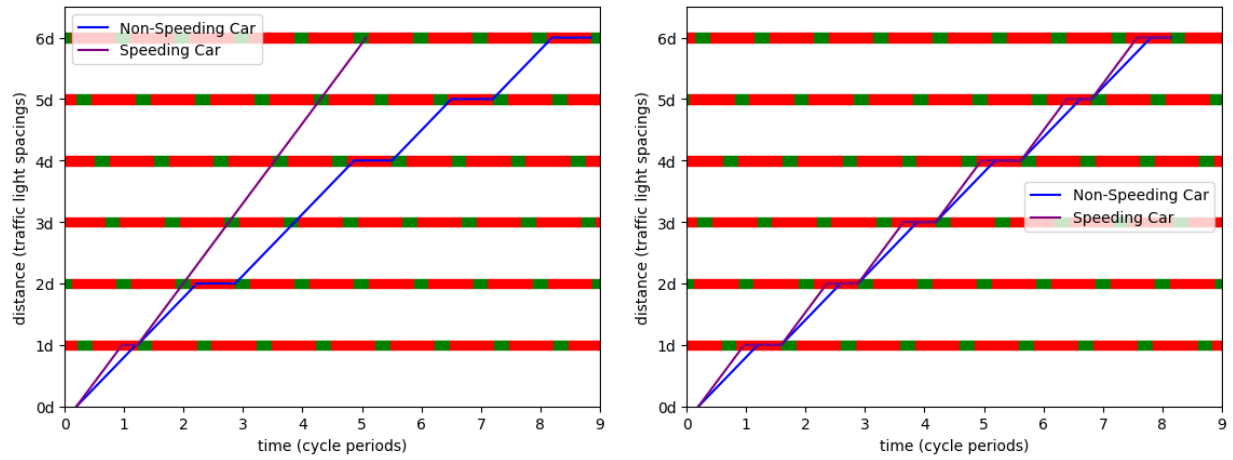 Non-Speeding Car
Speeding Car
6d
5d
4d
3d
2d
1d
0d
distance (traffic light spacings)
0 1 2 3 4 5 6 7 8 9
time (cycle periods)
6d
5d
4d
3d
2d
1d
0d
distance (traffic light spacings)
Non-Speeding Car
Speeding Car
0 1 2 3 4 5 6 7 8 9
time (cycle periods)